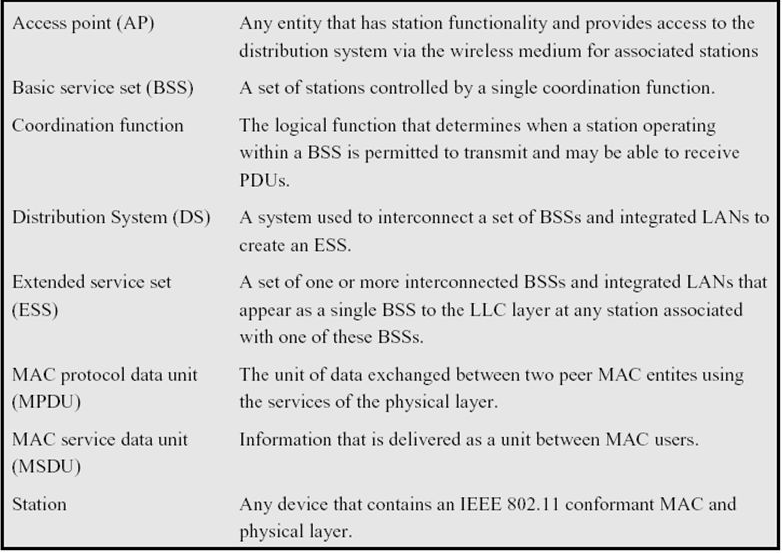 Access point (AP) Any entity that has station functionality and provides access to the
distribution system via the wireless medium for associated stations
Basic service set (BSS) A set of stations controlled by a single coordination function.
Coordination function The logical function that determines when a station operating
within a BSS is permitted to transmit and may be able to receive
PDUs.
Distribution System (DS) A system used to interconnect a set of BSSs and integrated LANs to
create an ESS.
Extended service set A set of one or more interconnected BSSs and integrated LANs that
(ESS) appear as a single BSS to the LLC layer at any station associated
with one of these BSSs.
MAC protocol data unit The unit of data exchanged between two peer MAC entites using
(MPDU) the services of the physical layer.
MAC service data unit Information that is delivered as a unit between MAC users.
(MSDU)
Station Any device that contains an IEEE 802.11 conformant MAC and
physical layer.